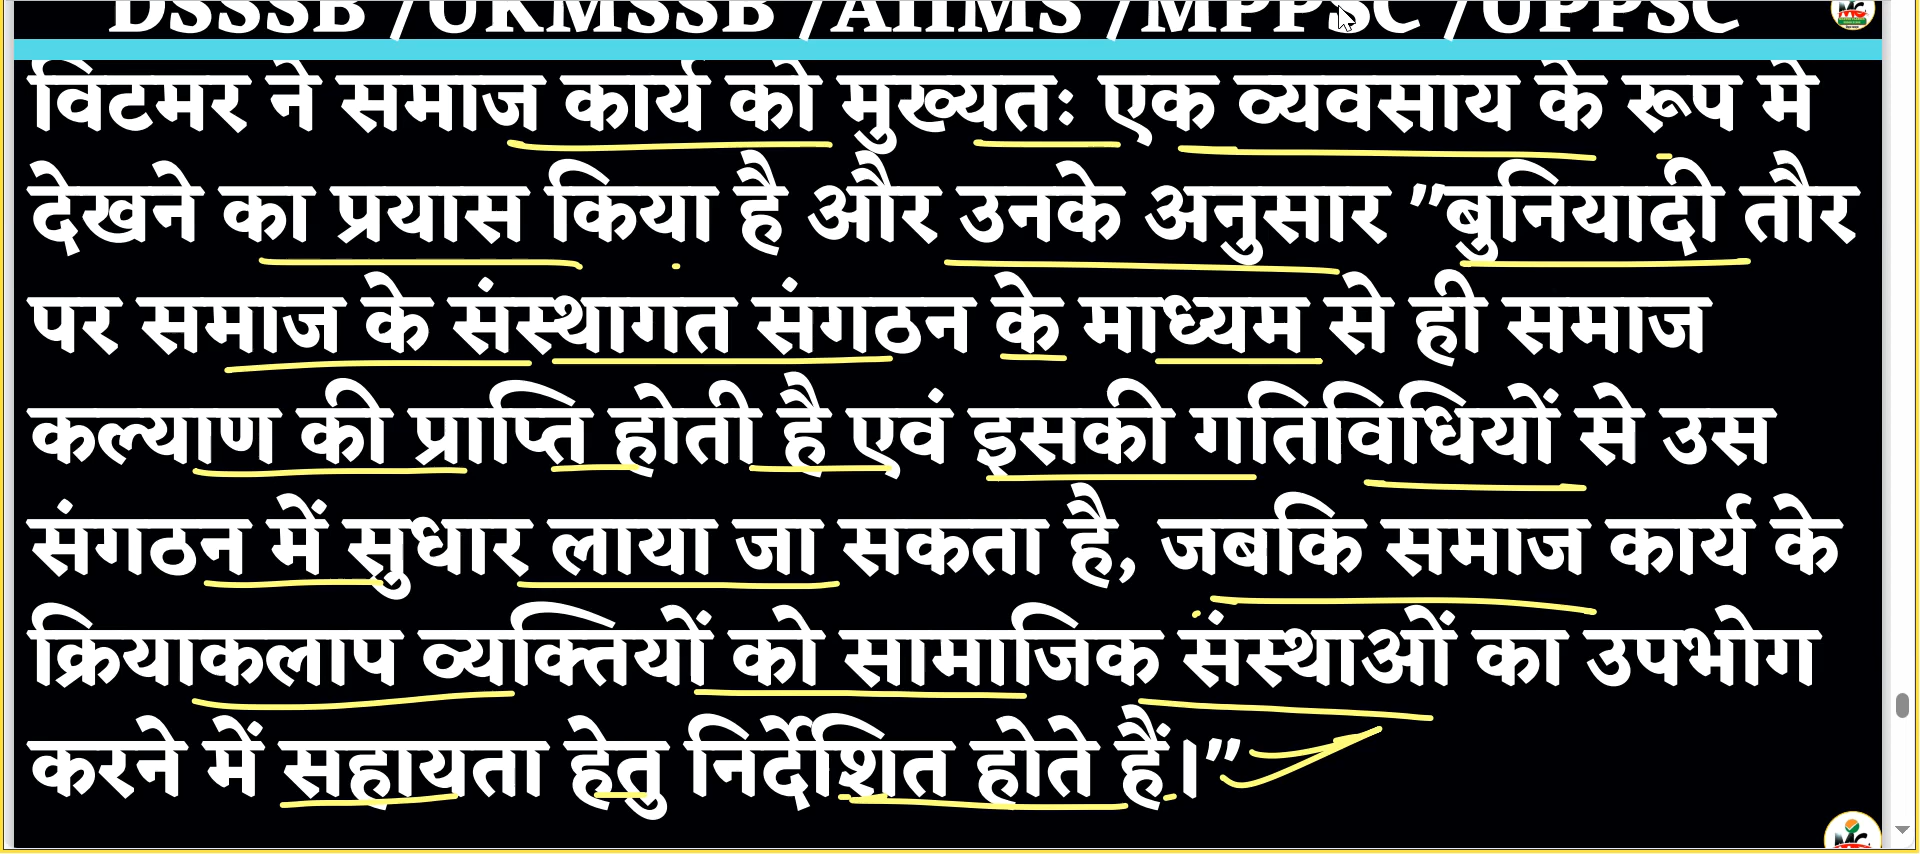 DSSSB /UKMSSB /AIIMS /MPPSC /UPPSC
विटमर ने समाज कार्य को मुख्यतः एक व्यवसाय के रूप में
देखने का प्रयास किया है और उनके अनुसार "बुनियादी तौर
पर समाज के संस्थागत संगठन के माध्यम से ही समाज
कल्याण की प्राप्ति होती है एवं इसकी गतिविधियों से उस
संगठन में सुधार लाया जा सकता है, जबकि समाज कार्य के
क्रियाकलाप व्यक्तियों को सामाजिक संस्थाओं का उपभोग
करने में सहायता हेतु निर्देशित होते हैं।"